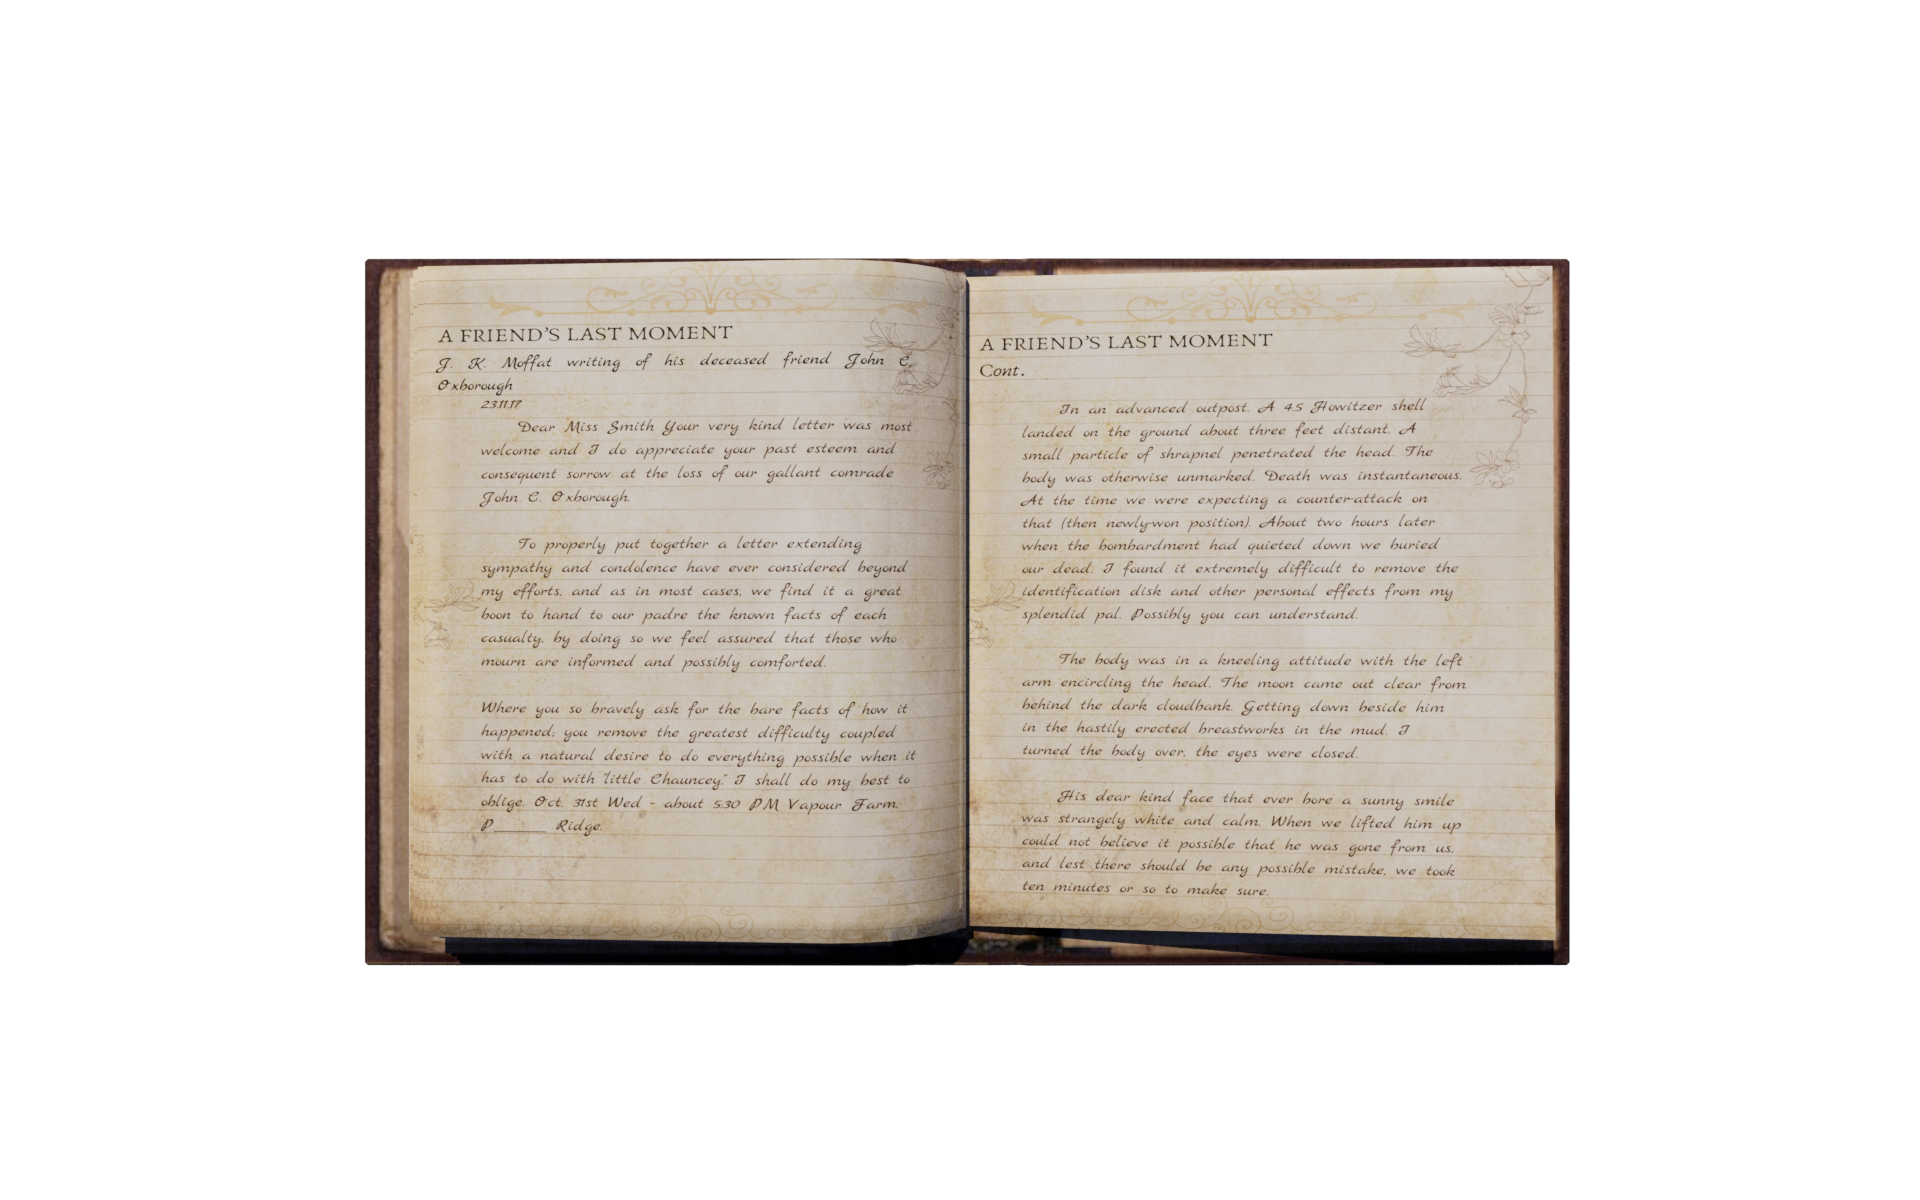 A FRIEND'S LAST MOMENT
J. K. Moffat writing of his deceased friend John C.
Oxborough
23.11.17
Dear Miss Smith Your very kind letter was most
welcome and I do appreciate your past esteem and
consequent sorrow at the loss of our gallant comrade
John C. Oxborough.
To properly put together a letter extending
sympathy and condolence have ever considered beyond
my efforts, and as in most cases, we find it a great
boon to hand to our padre the known facts of each
casualty, by doing so we feel assured that those who
mourn are informed and possibly comforted.
Where you so bravely ask for the bare facts of how it
happened; you remove the greatest difficulty coupled
with a natural desire to do everything possible when it
has to do with "little Chauncey." I shall do my best to
oblige. Oct. 31st Wed - about 5:30 PM Vapour Farm.
P______ Ridge.
A FRIEND'S LAST MOMENT
Cont.
In an advanced outpost. A 4.5 Howitzer shell
landed on the ground about three feet distant. A
small particle of shrapnel penetrated the head. The
body was otherwise unmarked. Death was instantaneous.
At the time we were expecting a counter-attack on
that (then newly-won position). About two hours later
when the bombardment had quieted down we buried
our dead. I found it extremely difficult to remove the
identification disk and other personal effects from my
splendid pal. Possibly you can understand.
The body was in a kneeling attitude with the left
arm encircling the head. The moon came out clear from
behind the dark cloudbank. Getting down beside him
in the hastily erected breastworks in the mud. I
turned the body over, the eyes were closed.
His dear kind face that ever bore a sunny smile
was strangely white and calm. When we lifted him up
could not believe it possible that he was gone from us,
and lest there should be any possible mistake, we took
ten minutes or so to make sure.